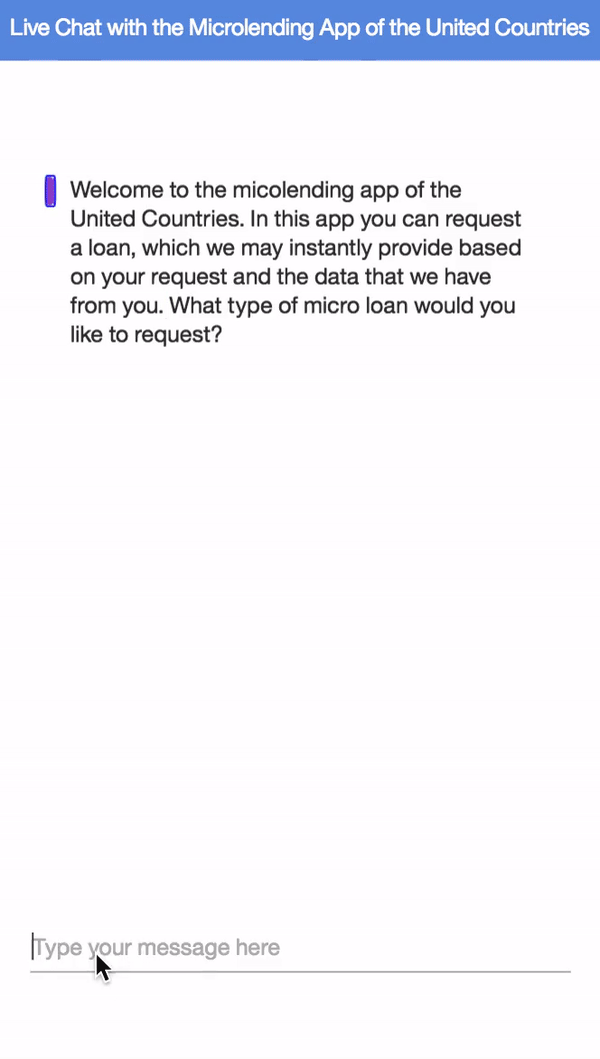 Live Chat with the Microlending App of the United Countries
Welcome to the micolending app of the
United Countries. In this app you can request
a loan, which we may instantly provide based
on your request and the data that we have
from you. What type of micro loan would you
like to request?
Type your message here